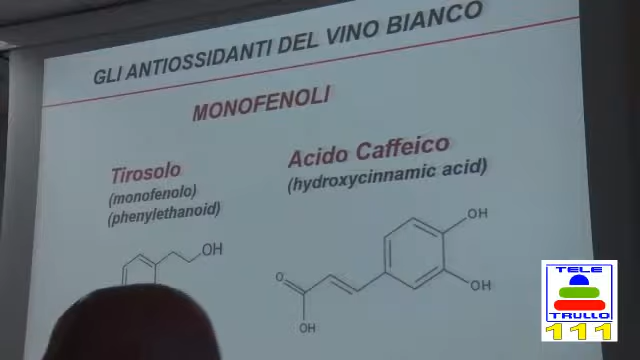 GLI ANTIOSSIDANTI DEL VINO BIANCO
MONOFENOLI
Tirosolo
(monofenolo)
(phenylethanoid)
OH
Acido Caffeico
(hydroxycinnamic acid)
OH
OH
O
OH
TELE
TRULLO
111